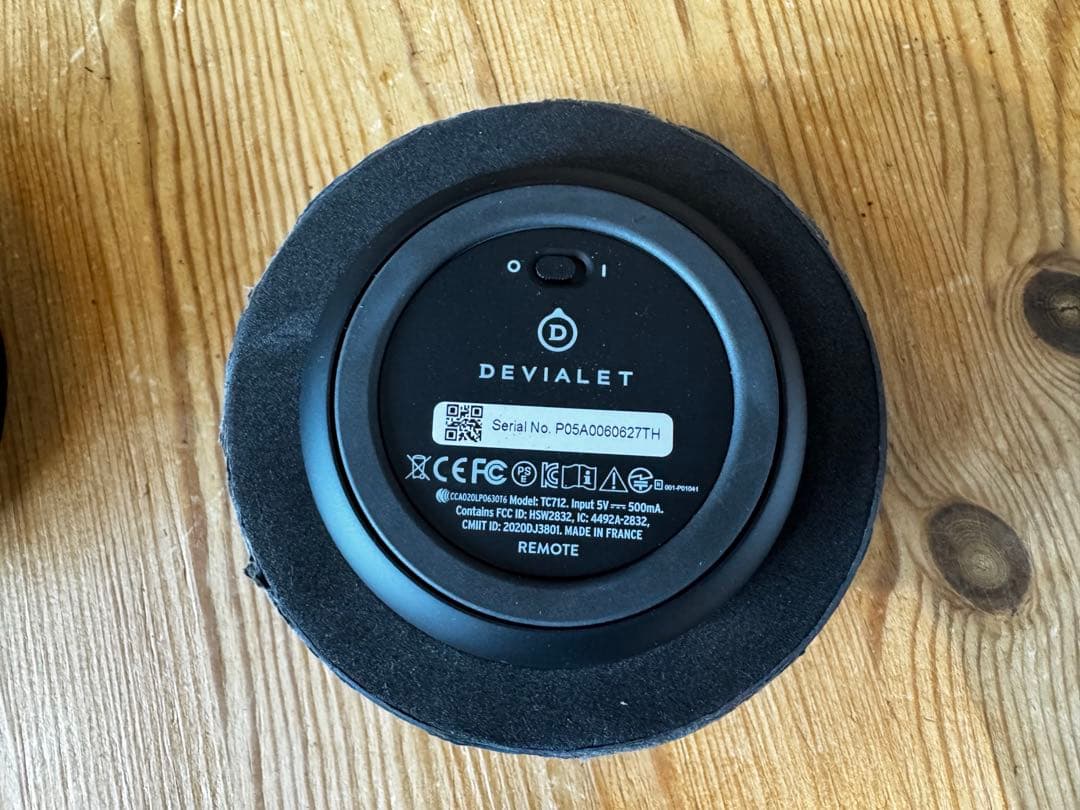 O I
D
DEVIALET
Serial No. P05A0060627TH
CE FC PS E 001-P01041
CCAO20LP0630T6 Model: TC712. Input 5V⎓500mA.
Contains FCC ID: HSW2832, IC: 4492A-2832,
CMIIT ID: 2020DJ3801. MADE IN FRANCE
REMOTE